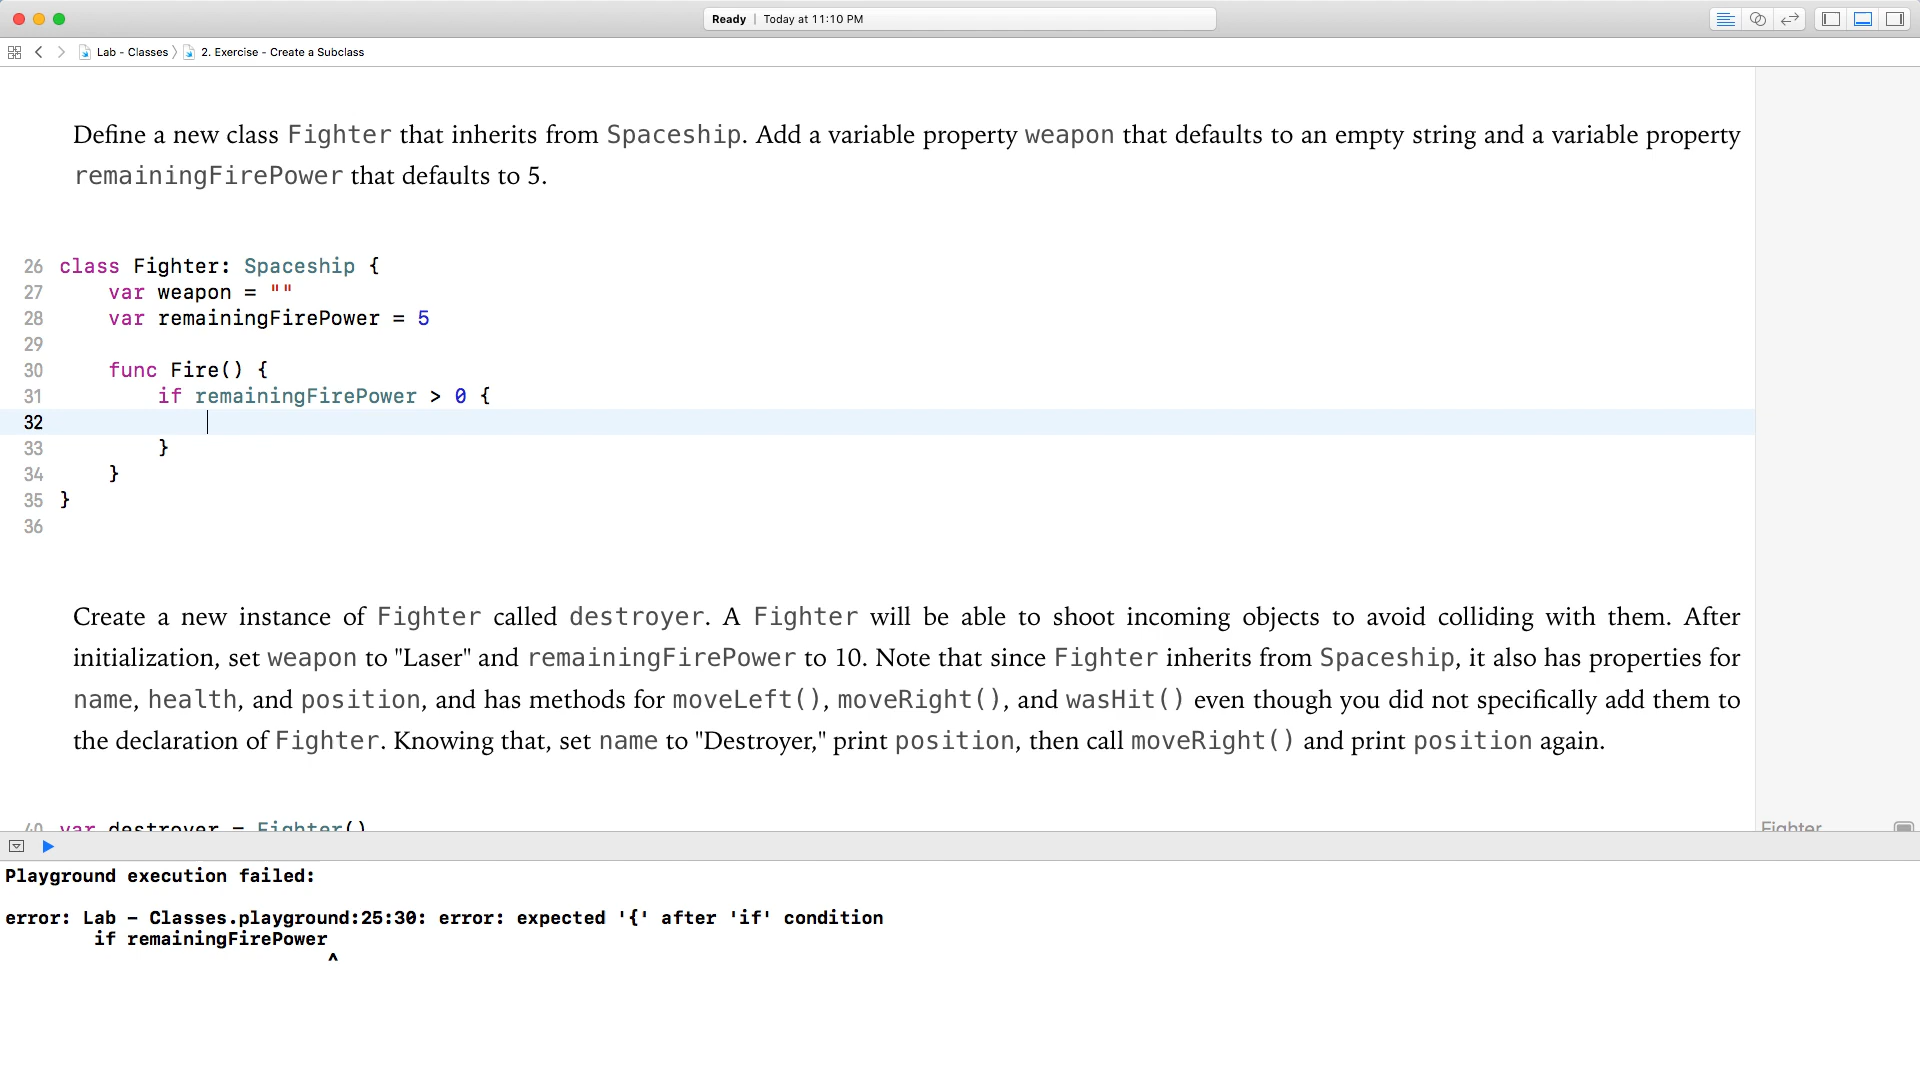 Ready | Today at 11:10 PM
Lab - Classes 〉 2. Exercise - Create a Subclass
Define a new class Fighter that inherits from Spaceship. Add a variable property weapon that defaults to an empty string and a variable property
remainingFirePower that defaults to 5.
26 class Fighter: Spaceship {
27     var weapon = ""
28     var remainingFirePower = 5
29
30     func Fire() {
31         if remainingFirePower > 0 {
32
33         }
34     }
35 }
36
Create a new instance of Fighter called destroyer. A Fighter will be able to shoot incoming objects to avoid colliding with them. After
initialization, set weapon to "Laser" and remainingFirePower to 10. Note that since Fighter inherits from Spaceship, it also has properties for
name, health, and position, and has methods for moveLeft(), moveRight(), and wasHit() even though you did not specifically add them to
the declaration of Fighter. Knowing that, set name to "Destroyer," print position, then call moveRight() and print position again.
40 var destroyer = Fighter()
Fighter
Playground execution failed:
error: Lab - Classes.playground:25:30: error: expected '{' after 'if' condition
        if remainingFirePower
                             ^